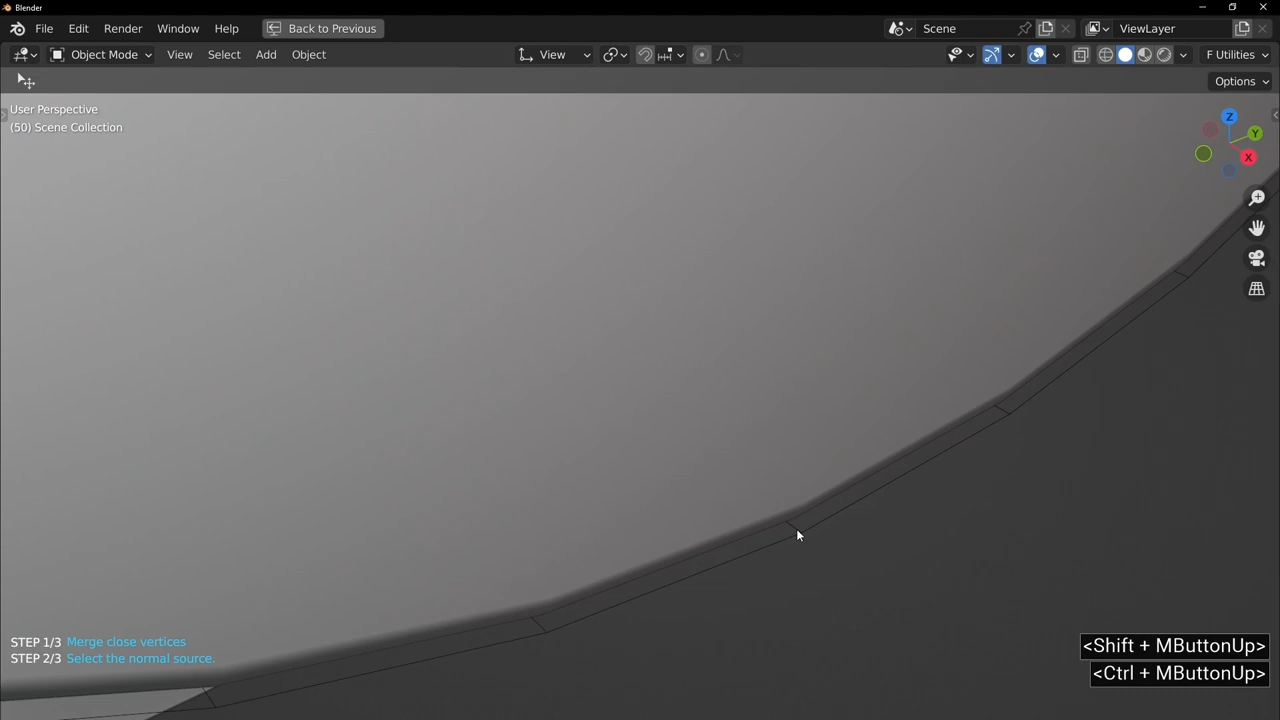 Blender
File Edit Render Window Help Back to Previous Scene ViewLayer
Object Mode View Select Add Object View F Utilities
Options
User Perspective
(50) Scene Collection
Z
Y
X
STEP 1/3 Merge close vertices
STEP 2/3 Select the normal source.
<Shift + MButtonUp>
<Ctrl + MButtonUp>